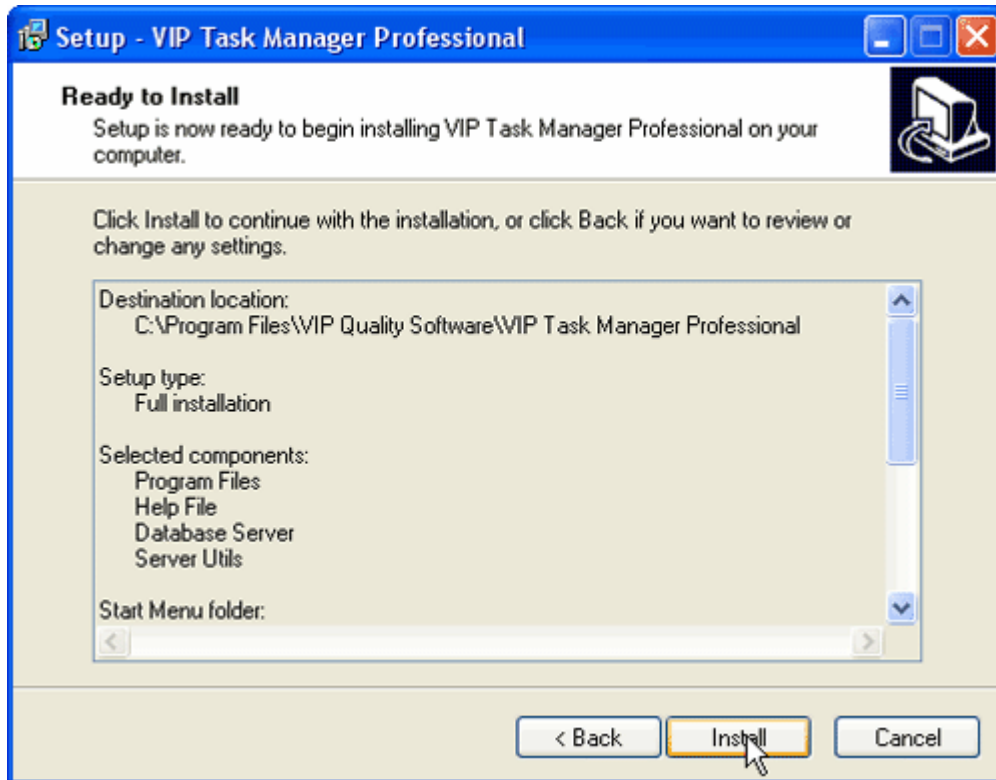 Setup - VIP Task Manager Professional
Ready to Install
Setup is now ready to begin installing VIP Task Manager Professional on your
computer.
Click Install to continue with the installation, or click Back if you want to review or
change any settings.
Destination location:
C:\Program Files\VIP Quality Software\VIP Task Manager Professional
Setup type:
Full installation
Selected components:
Program Files
Help File
Database Server
Server Utils
Start Menu folder:
< Back
Install
Cancel